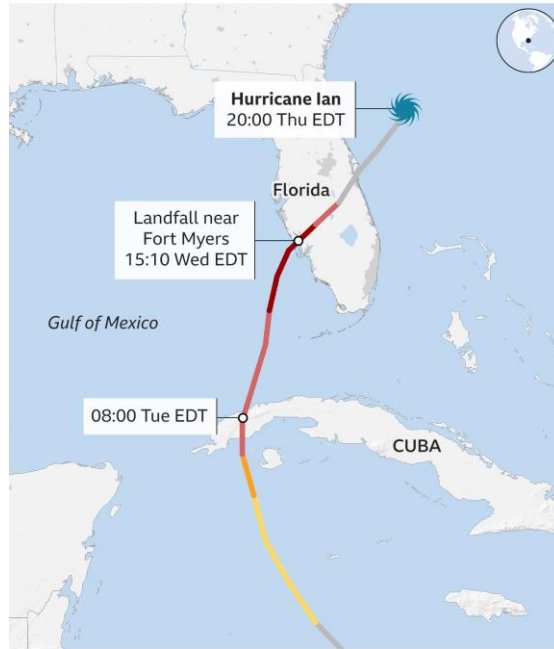 Hurricane Ian
20:00 Thu EDT
Florida
Landfall near
Fort Myers
15:10 Wed EDT
Gulf of Mexico
08:00 Tue EDT
CUBA